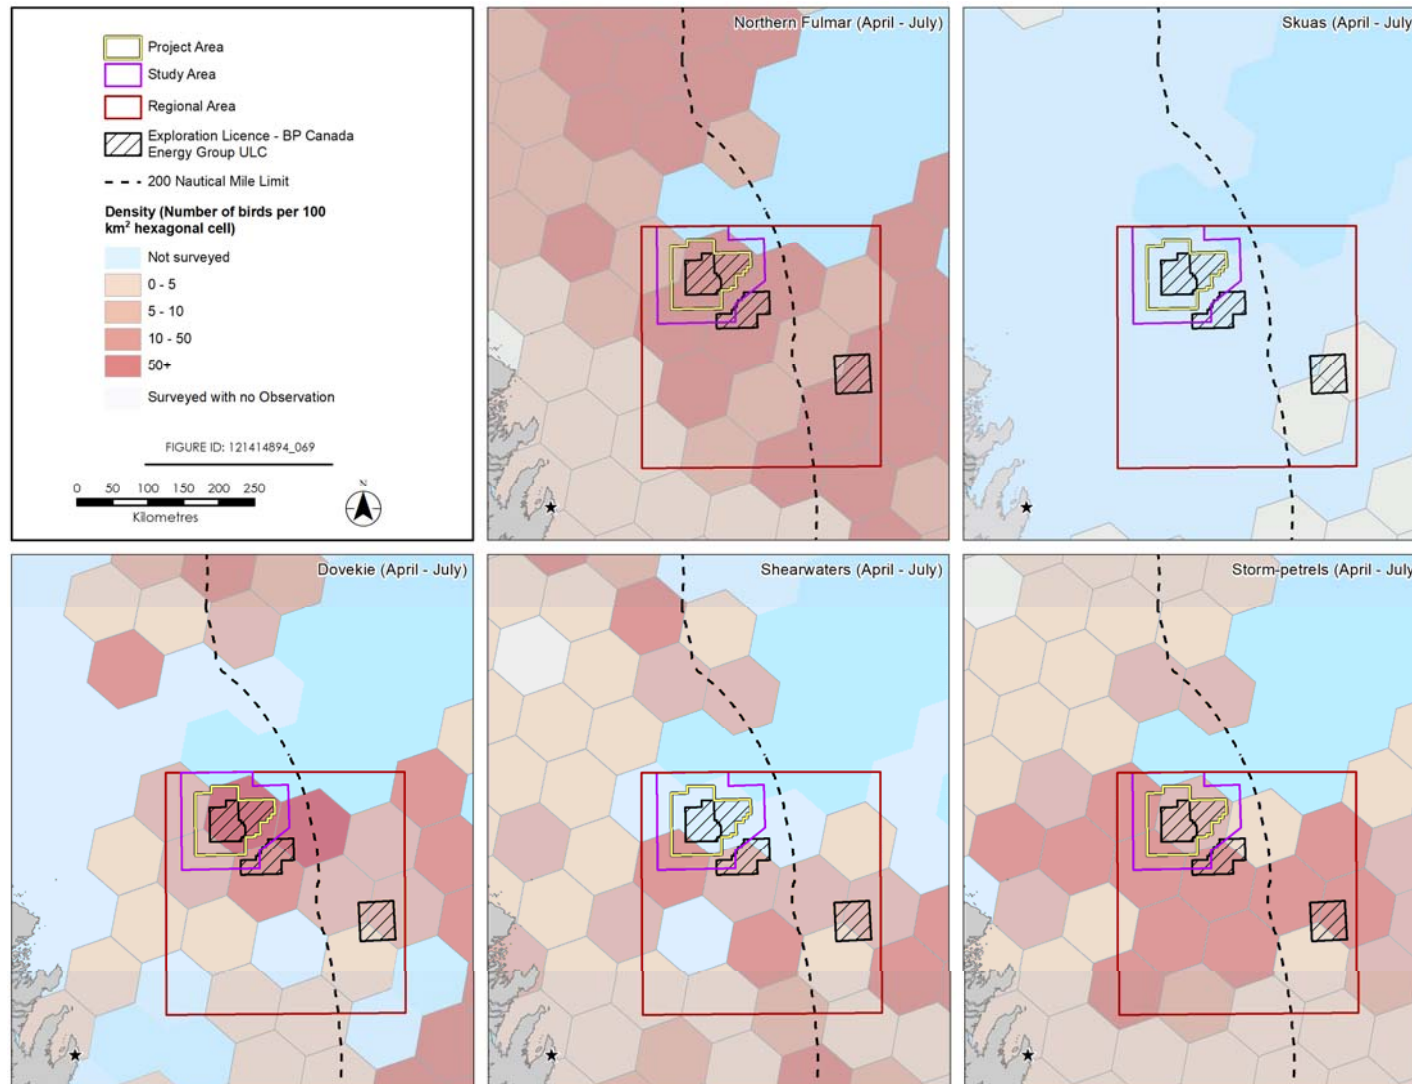 Project Area
Study Area
Regional Area
Exploration Licence - BP Canada
Energy Group ULC
200 Nautical Mile Limit
Density (Number of birds per 100
km² hexagonal cell)
Not surveyed
0 - 5
5 - 10
10 - 50
50+
Surveyed with no Observation
FIGURE ID: 121414894_069
0 50 100 150 200 250
Kilometres
N
Northern Fulmar (April - July)
Skuas (April - July
Dovekie (April - July)
Shearwaters (April - July)
Storm-petrels (April - July